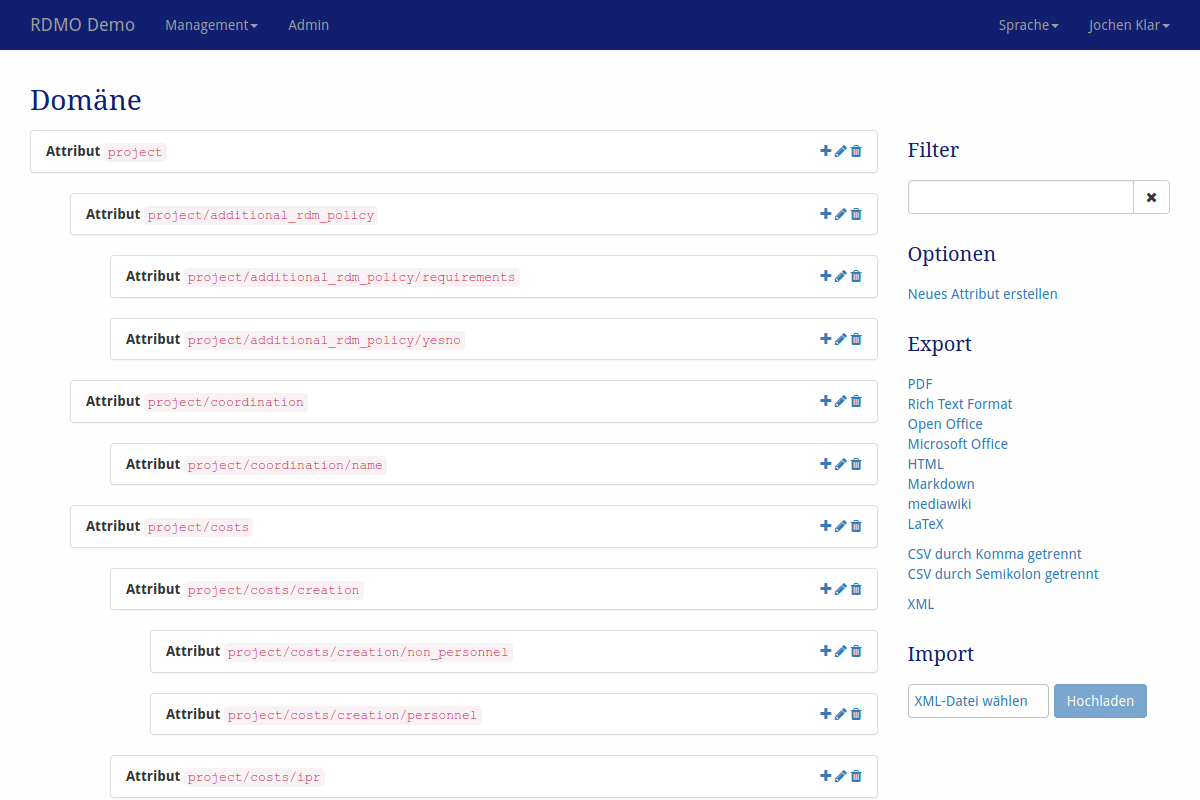 RDMO Demo Management Admin Sprache Jochen Klar
Domäne
Attribut project
Attribut project/additional_rdm_policy
Attribut project/additional_rdm_policy/requirements
Attribut project/additional_rdm_policy/yesno
Attribut project/coordination
Attribut project/coordination/name
Attribut project/costs
Attribut project/costs/creation
Attribut project/costs/creation/non_personnel
Attribut project/costs/creation/personnel
Attribut project/costs/ipr
Filter
Optionen
Neues Attribut erstellen
Export
PDF
Rich Text Format
Open Office
Microsoft Office
HTML
Markdown
mediawiki
LaTeX
CSV durch Komma getrennt
CSV durch Semikolon getrennt
XML
Import
XML-Datei wählen Hochladen